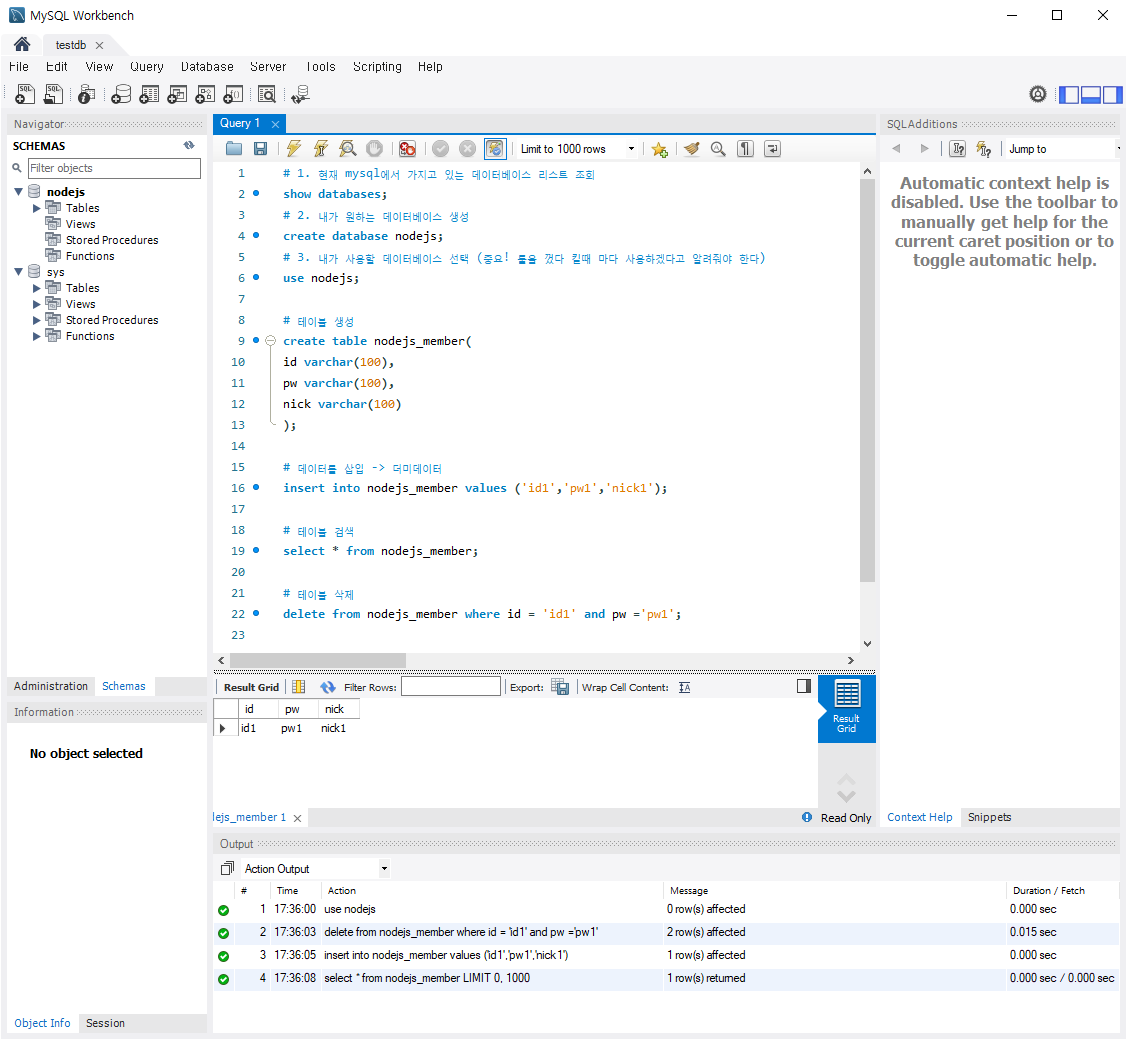 MySQL Workbench
testdb
File Edit View Query Database Server Tools Scripting Help
Navigator
SCHEMAS
Filter objects
nodejs
Tables
Views
Stored Procedures
Functions
sys
Tables
Views
Stored Procedures
Functions
Administration Schemas
Information
No object selected
Object Info Session
Query 1
Limit to 1000 rows
1 # 1. 현재 mysql에서 가지고 있는 데이터베이스 리스트 조회
2 show databases;
3 # 2. 내가 원하는 데이터베이스 생성
4 create database nodejs;
5 # 3. 내가 사용할 데이터베이스 선택 (중요! 툴을 껐다 킬때 마다 사용하겠다고 알려줘야 한다)
6 use nodejs;
7
8 # 테이블 생성
9 create table nodejs_member(
10 id varchar(100),
11 pw varchar(100),
12 nick varchar(100)
13 );
14
15 # 데이터를 삽입 -> 더미데이터
16 insert into nodejs_member values ('id1','pw1','nick1');
17
18 # 테이블 검색
19 select * from nodejs_member;
20
21 # 테이블 삭제
22 delete from nodejs_member where id = 'id1' and pw ='pw1';
23
Result Grid Filter Rows: Export: Wrap Cell Content:
id pw nick
id1 pw1 nick1
Result
Grid
dejs_member 1 Read Only
SQLAdditions
Jump to
Automatic context help is
disabled. Use the toolbar to
manually get help for the
current caret position or to
toggle automatic help.
Context Help Snippets
Output
Action Output
# Time Action Message Duration / Fetch
1 17:36:00 use nodejs 0 row(s) affected 0.000 sec
2 17:36:03 delete from nodejs_member where id = 'id1' and pw ='pw1' 2 row(s) affected 0.015 sec
3 17:36:05 insert into nodejs_member values ('id1','pw1','nick1') 1 row(s) affected 0.000 sec
4 17:36:08 select * from nodejs_member LIMIT 0, 1000 1 row(s) returned 0.000 sec / 0.000 sec